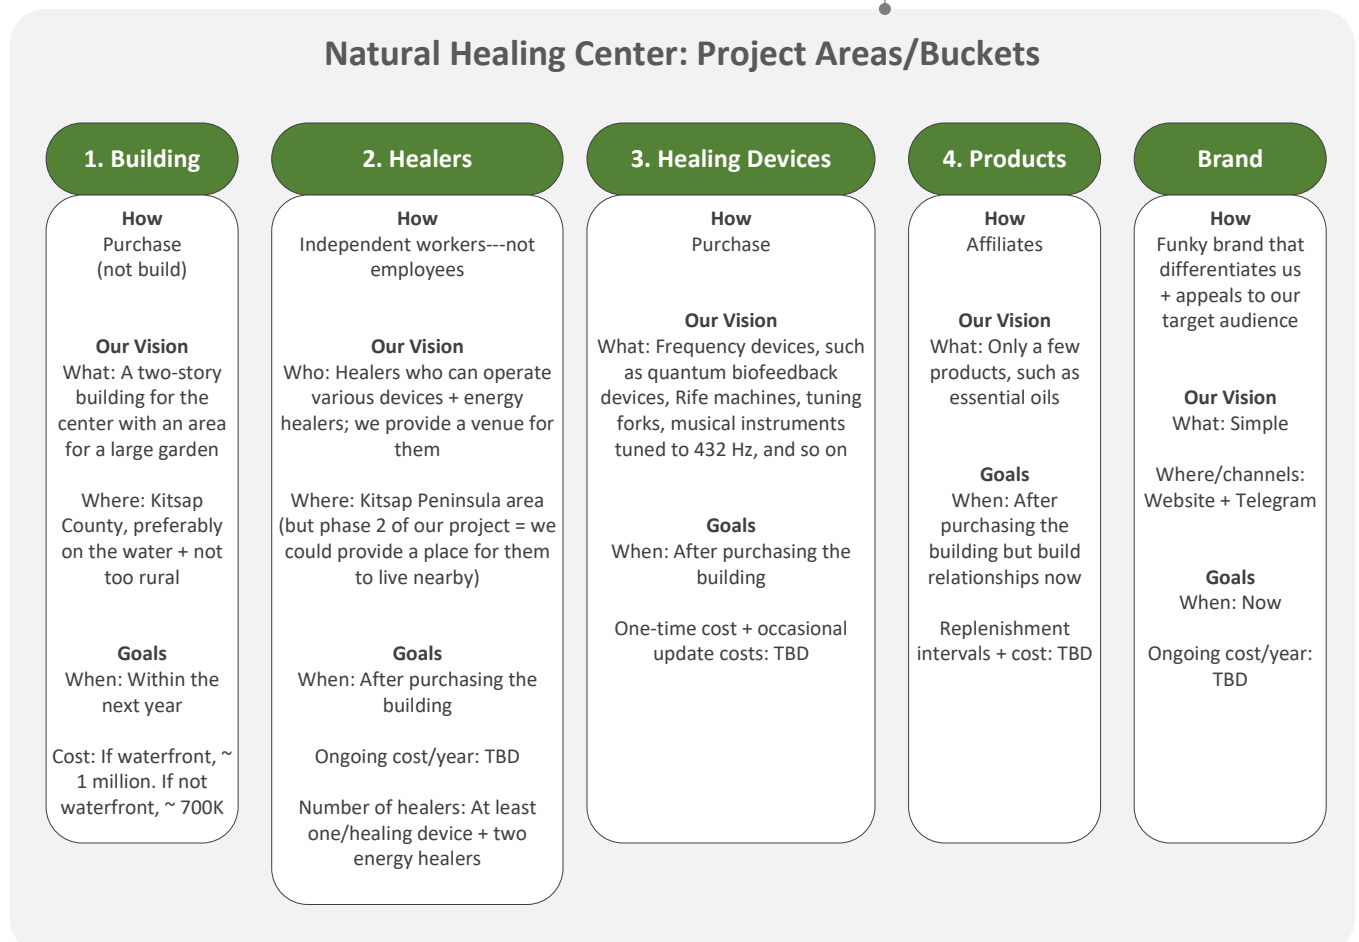 Natural Healing Center: Project Areas/Buckets
1. Building
How
Purchase
(not build)
Our Vision
What: A two-story
building for the
center with an area
for a large garden
Where: Kitsap
County, preferably
on the water + not
too rural
Goals
When: Within the
next year
Cost: If waterfront, ~
1 million. If not
waterfront, ~ 700K
2. Healers
How
Independent workers---not
employees
Our Vision
Who: Healers who can operate
various devices + energy
healers; we provide a venue for
them
Where: Kitsap Peninsula area
(but phase 2 of our project = we
could provide a place for them
to live nearby)
Goals
When: After purchasing the
building
Ongoing cost/year: TBD
Number of healers: At least
one/healing device + two
energy healers
3. Healing Devices
How
Purchase
Our Vision
What: Frequency devices, such
as quantum biofeedback
devices, Rife machines, tuning
forks, musical instruments
tuned to 432 Hz, and so on
Goals
When: After purchasing the
building
One-time cost + occasional
update costs: TBD
4. Products
How
Affiliates
Our Vision
What: Only a few
products, such as
essential oils
Goals
When: After
purchasing the
building but build
relationships now
Replenishment
intervals + cost: TBD
Brand
How
Funky brand that
differentiates us
+ appeals to our
target audience
Our Vision
What: Simple
Where/channels:
Website + Telegram
Goals
When: Now
Ongoing cost/year:
TBD